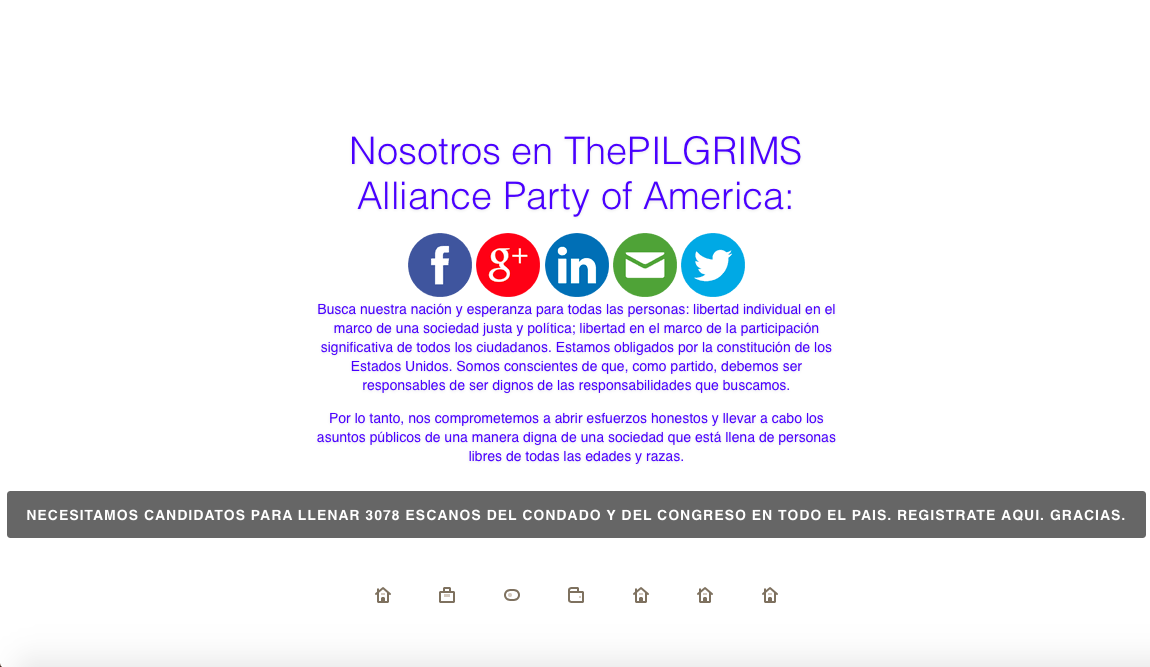 Nosotros en ThePILGRIMS
Alliance Party of America:
f
g+
in
Busca nuestra nación y esperanza para todas las personas: libertad individual en el
marco de una sociedad justa y política; libertad en el marco de la participación
significativa de todos los ciudadanos. Estamos obligados por la constitución de los
Estados Unidos. Somos conscientes de que, como partido, debemos ser
responsables de ser dignos de las responsabilidades que buscamos.
Por lo tanto, nos comprometemos a abrir esfuerzos honestos y llevar a cabo los
asuntos públicos de una manera digna de una sociedad que está llena de personas
libres de todas las edades y razas.
NECESITAMOS CANDIDATOS PARA LLENAR 3078 ESCANOS DEL CONDADO Y DEL CONGRESO EN TODO EL PAIS. REGISTRATE AQUI. GRACIAS.